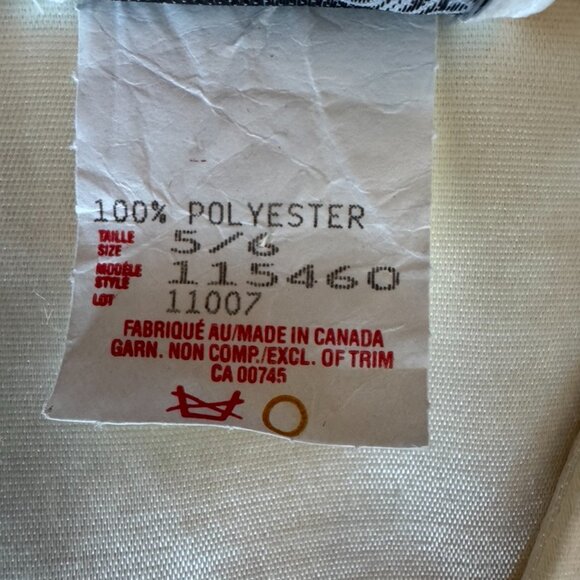 100% POLYESTER
TAILLE
SIZE 5/6
MODÈLE
STYLE 115460
LOT 11007
FABRIQUÉ AU/MADE IN CANADA
GARN. NON COMP./EXCL. OF TRIM
CA 00745